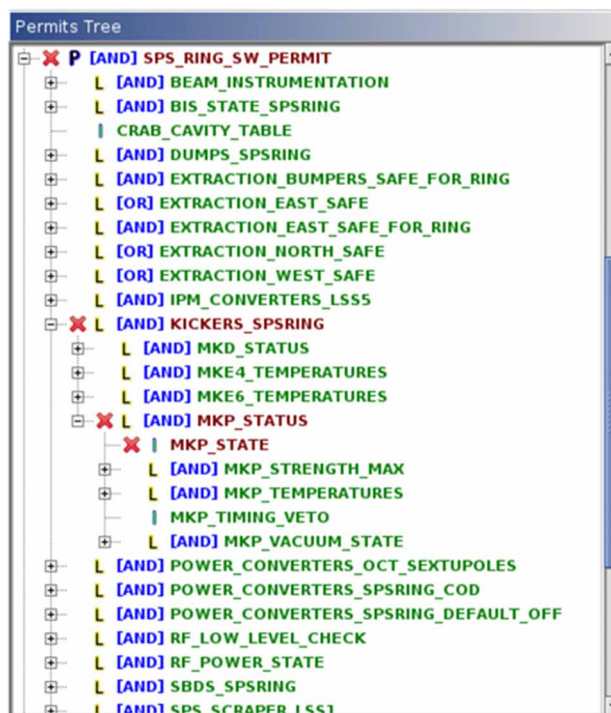 Permits Tree
P [AND] SPS_RING_SW_PERMIT
L [AND] BEAM_INSTRUMENTATION
L [AND] BIS_STATE_SPSRING
I CRAB_CAVITY_TABLE
L [AND] DUMPS_SPSRING
L [AND] EXTRACTION_BUMPERS_SAFE_FOR_RING
L [OR] EXTRACTION_EAST_SAFE
L [AND] EXTRACTION_EAST_SAFE_FOR_RING
L [OR] EXTRACTION_NORTH_SAFE
L [OR] EXTRACTION_WEST_SAFE
L [AND] IPM_CONVERTERS_LSS5
L [AND] KICKERS_SPSRING
L [AND] MKD_STATUS
L [AND] MKE4_TEMPERATURES
L [AND] MKE6_TEMPERATURES
L [AND] MKP_STATUS
I MKP_STATE
L [AND] MKP_STRENGTH_MAX
L [AND] MKP_TEMPERATURES
I MKP_TIMING_VETO
L [AND] MKP_VACUUM_STATE
L [AND] POWER_CONVERTERS_OCT_SEXTUPOLES
L [AND] POWER_CONVERTERS_SPSRING_COD
L [AND] POWER_CONVERTERS_SPSRING_DEFAULT_OFF
L [AND] RF_LOW_LEVEL_CHECK
L [AND] RF_POWER_STATE
L [AND] SBDS_SPSRING
L [AND] SPS_SCRAPER_LSS1